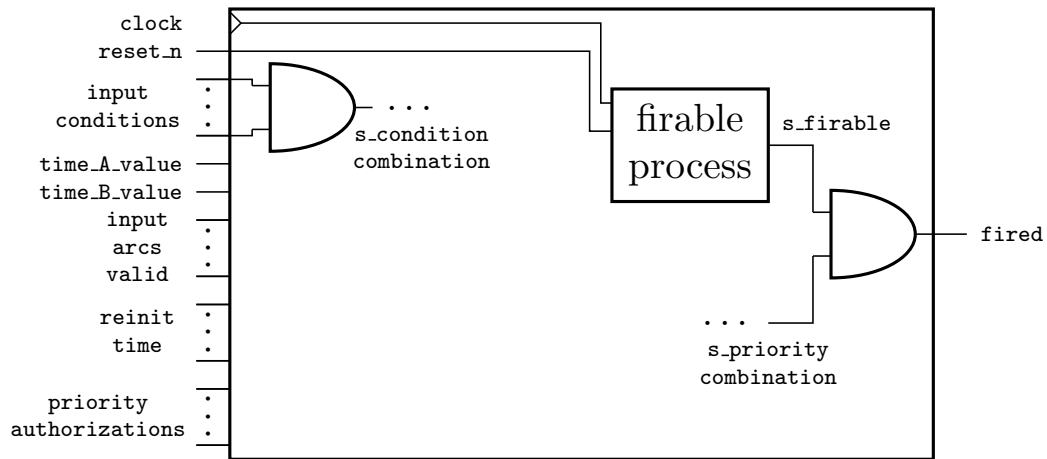 clock
reset_n
input
conditions
time_A_value
time_B_value
input
arcs
valid
reinit
time
priority
authorizations
s_condition
combination
firable
process
s_firable
s_priority
combination
fired